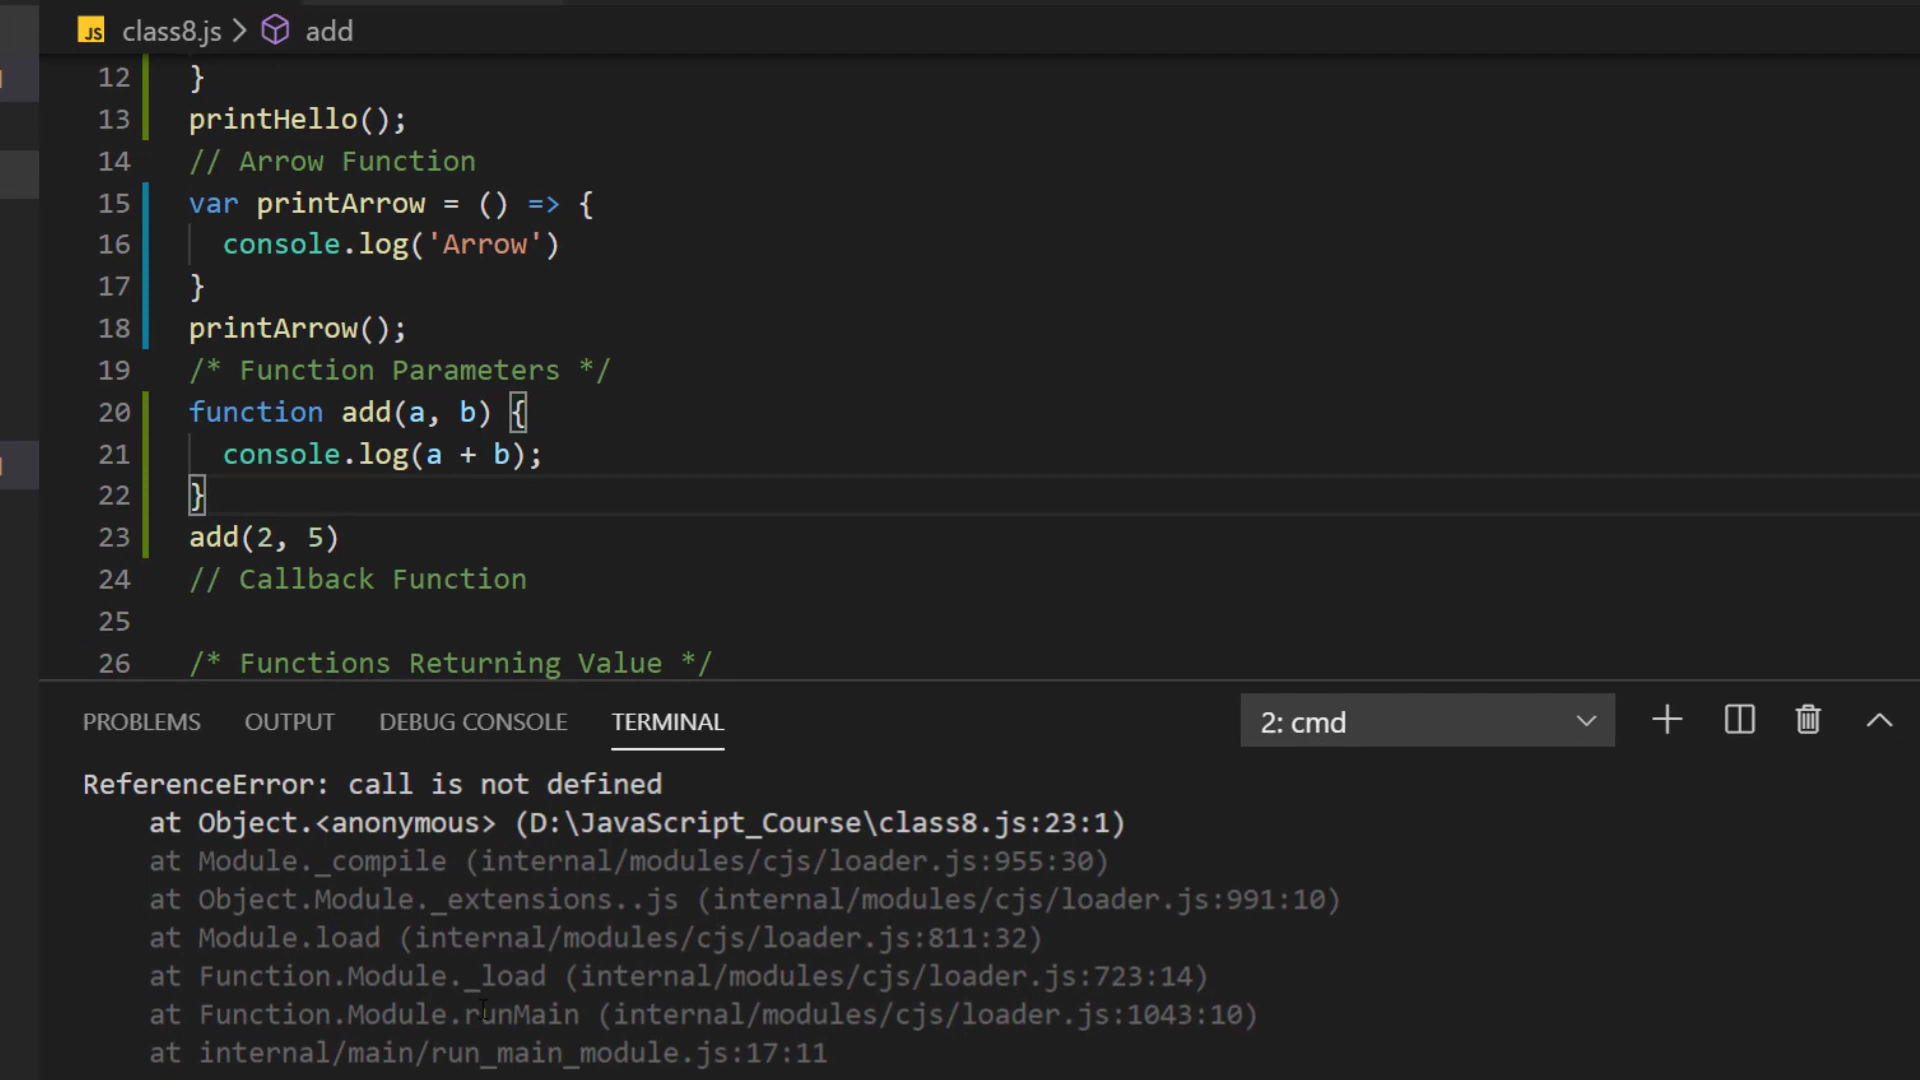 JS class8.js > add
12 }
13 printHello();
14 // Arrow Function
15 var printArrow = () => {
16 console.log('Arrow')
17 }
18 printArrow();
19 /* Function Parameters */
20 function add(a, b) {
21 console.log(a + b);
22 }
23 add(2, 5)
24 // Callback Function
25
26 /* Functions Returning Value */
PROBLEMS OUTPUT DEBUG CONSOLE TERMINAL 2: cmd
ReferenceError: call is not defined
at Object.<anonymous> (D:\JavaScript_Course\class8.js:23:1)
at Module._compile (internal/modules/cjs/loader.js:955:30)
at Object.Module._extensions..js (internal/modules/cjs/loader.js:991:10)
at Module.load (internal/modules/cjs/loader.js:811:32)
at Function.Module._load (internal/modules/cjs/loader.js:723:14)
at Function.Module.runMain (internal/modules/cjs/loader.js:1043:10)
at internal/main/run_main_module.js:17:11